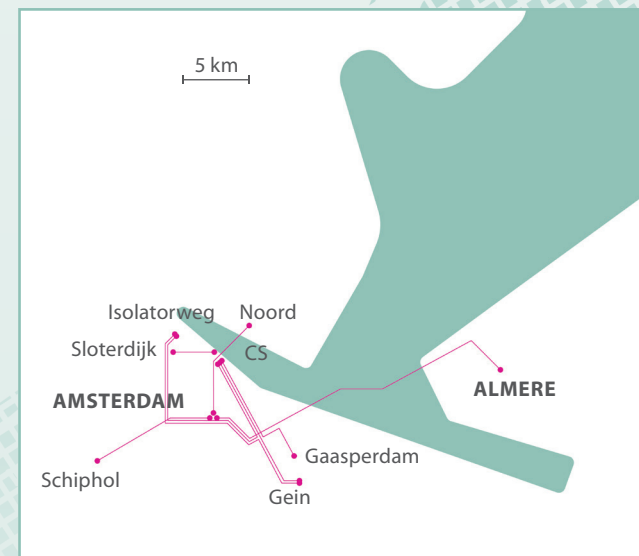 5 km
Isolatorweg
Noord
Sloterdijk
CS
AMSTERDAM
ALMERE
Schiphol
Gaasperdam
Gein